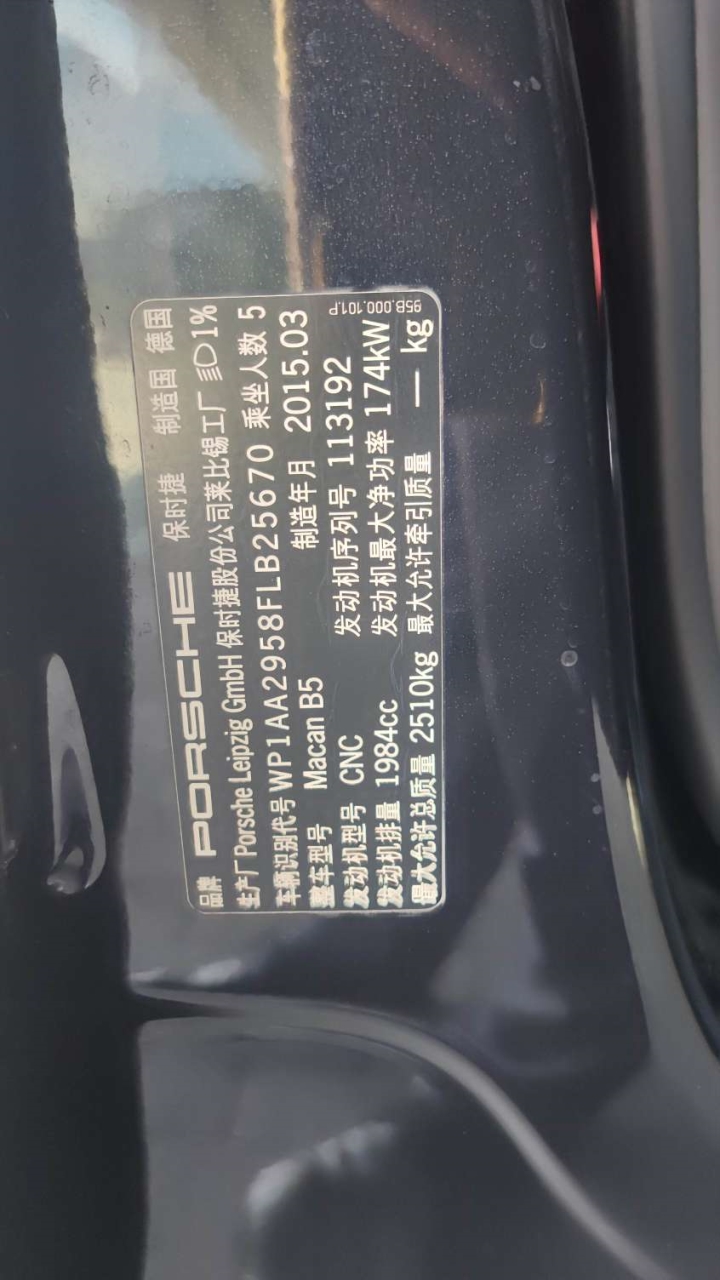 品牌 PORSCHE 保时捷 制造国 德国
生产厂 Porsche Leipzig GmbH 保时捷股份公司莱比锡工厂 1%
车辆识别代号 WP1AA2958FLB25670 乘坐人数 5
整车型号 Macan B5 制造年月 2015.03
发动机型号 CNC 发动机序列号 113192
发动机排量 1984cc 发动机最大净功率 174kW
最大允许总质量 2510kg 最大允许牵引质量 — kg
95B.000.101.P